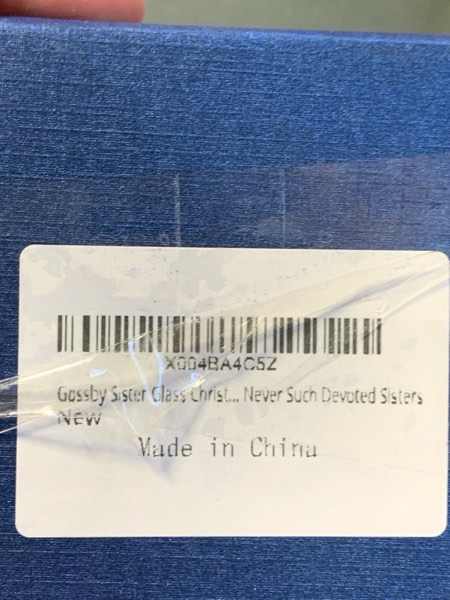 X004BA4C5Z
Gossby Sister Glass Christ... Never Such Devoted Sisters
New
Made in China